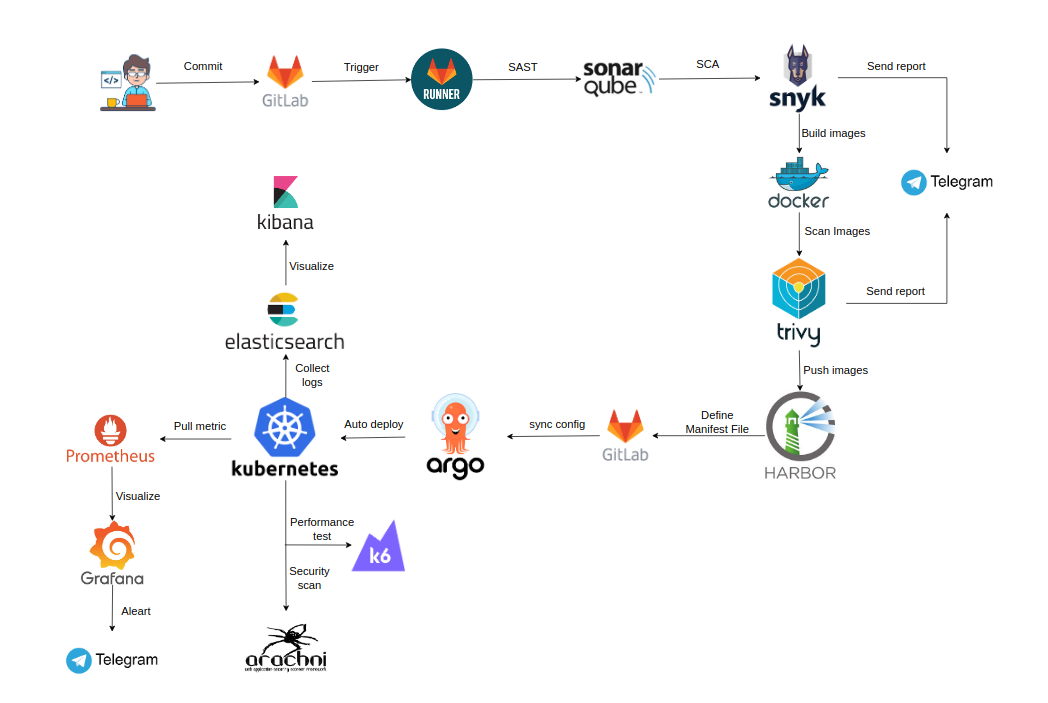 Commit
Trigger
SAST
SCA
Send report
</>
GitLab
RUNNER
sonar
qube
snyk
Build images
Telegram
docker
kibana
Scan Images
Visualize
Send report
elasticsearch
trivy
Collect
logs
Push images
Pull metric
Auto deploy
sync config
Define
Manifest File
Prometheus
kubernetes
argo
GitLab
HARBOR
Visualize
Performance
test
k6
Grafana
Security
scan
Aleart
Telegram
arachni
web application security scanner framework